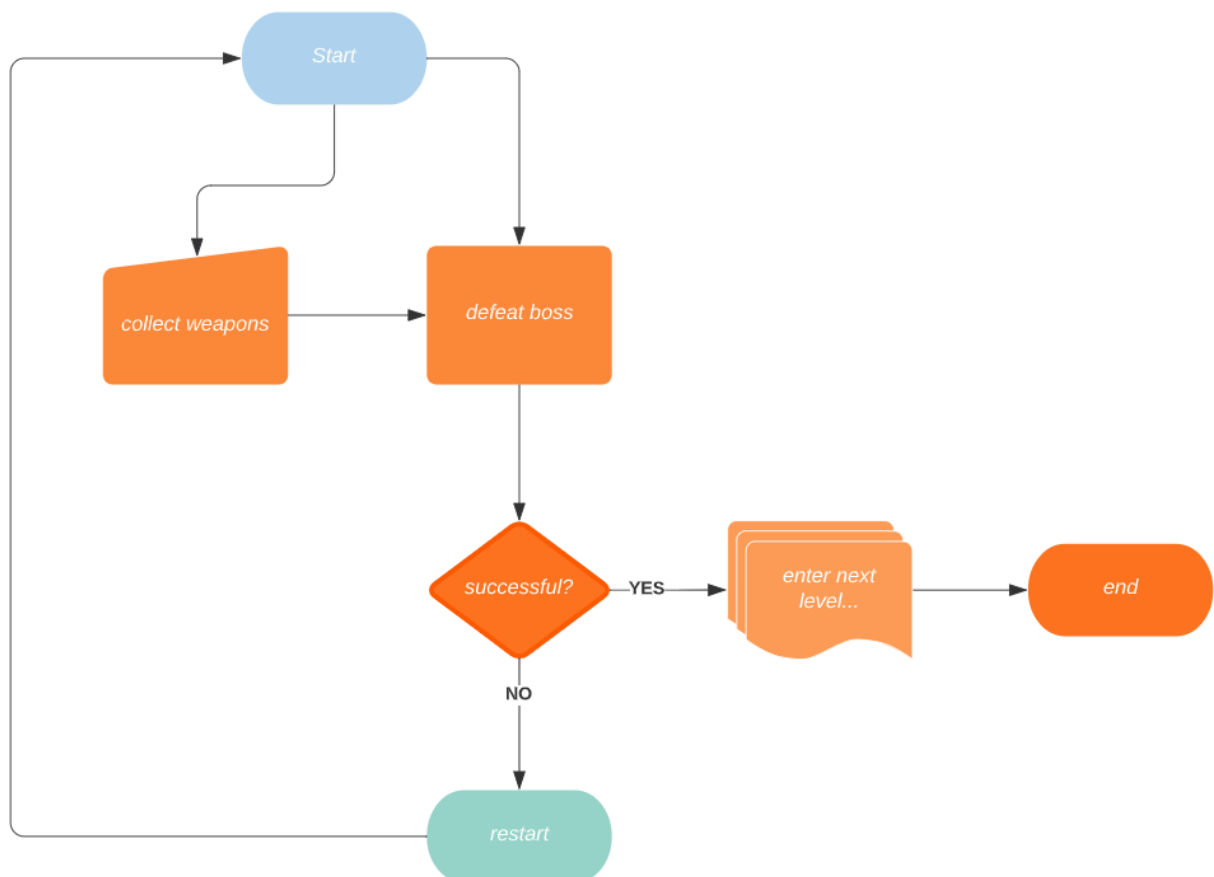 Start
collect weapons
defeat boss
successful?
YES
enter next
level...
end
NO
restart